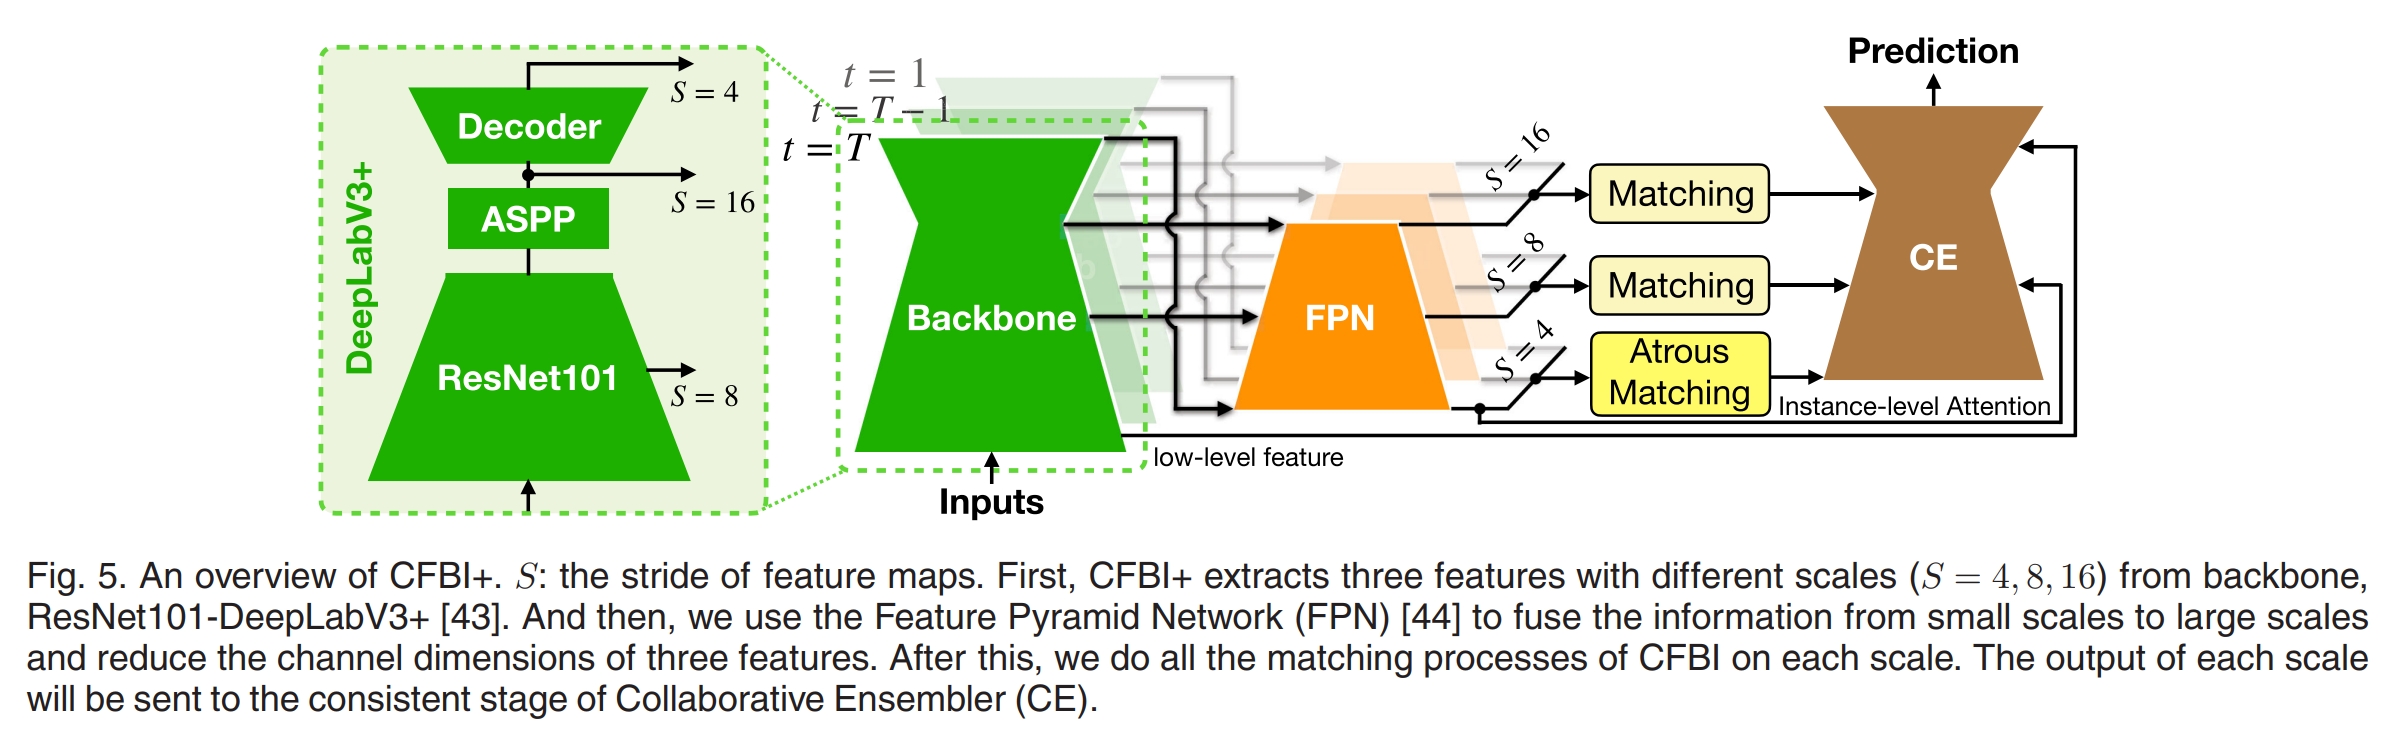 DeepLabV3+
Decoder
S = 4
S = 16
ASPP
ResNet101
S = 8
t = 1
t = T − 1
t = T
Backbone
Inputs
low-level feature
FPN
S = 16
S = 8
S = 4
Matching
Matching
Atrous
Matching
Instance-level Attention
Prediction
CE
Fig. 5. An overview of CFBI+. S: the stride of feature maps. First, CFBI+ extracts three features with different scales (S = 4, 8, 16) from backbone,
ResNet101-DeepLabV3+ [43]. And then, we use the Feature Pyramid Network (FPN) [44] to fuse the information from small scales to large scales
and reduce the channel dimensions of three features. After this, we do all the matching processes of CFBI on each scale. The output of each scale
will be sent to the consistent stage of Collaborative Ensembler (CE).